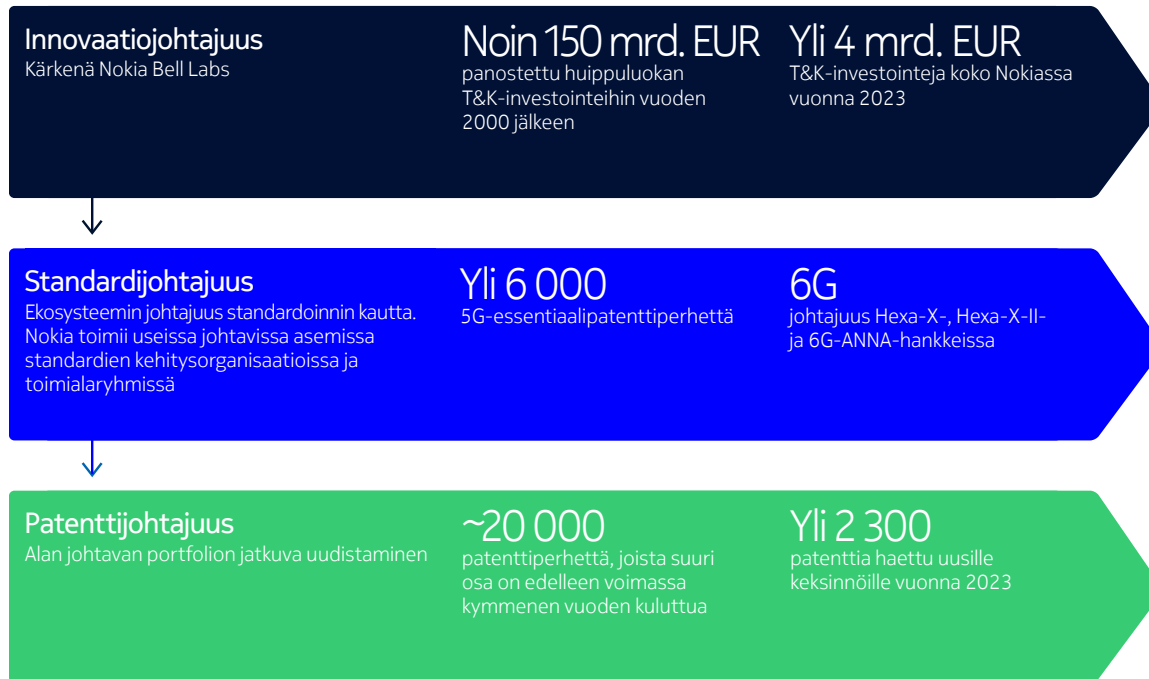 Innovaatiojohtajuus
Kärkenä Nokia Bell Labs
Noin 150 mrd. EUR
panostettu huippuluokan
T&K-investointeihin vuoden
2000 jälkeen
Yli 4 mrd. EUR
T&K-investointeja koko Nokiassa
vuonna 2023
Standardijohtajuus
Ekosysteemin johtajuus standardoinnin kautta.
Nokia toimii useissa johtavissa asemissa
standardien kehitysorganisaatioissa ja
toimialaryhmissä
Yli 6 000
5G-essentiaalipatenttiperhettä
6G
johtajuus Hexa-X-, Hexa-X-II-
ja 6G-ANNA-hankkeissa
Patenttijohtajuus
Alan johtavan portfolion jatkuva uudistaminen
~20 000
patenttiperhettä, joista suuri
osa on edelleen voimassa
kymmenen vuoden kuluttua
Yli 2 300
patenttia haettu uusille
keksinnöille vuonna 2023